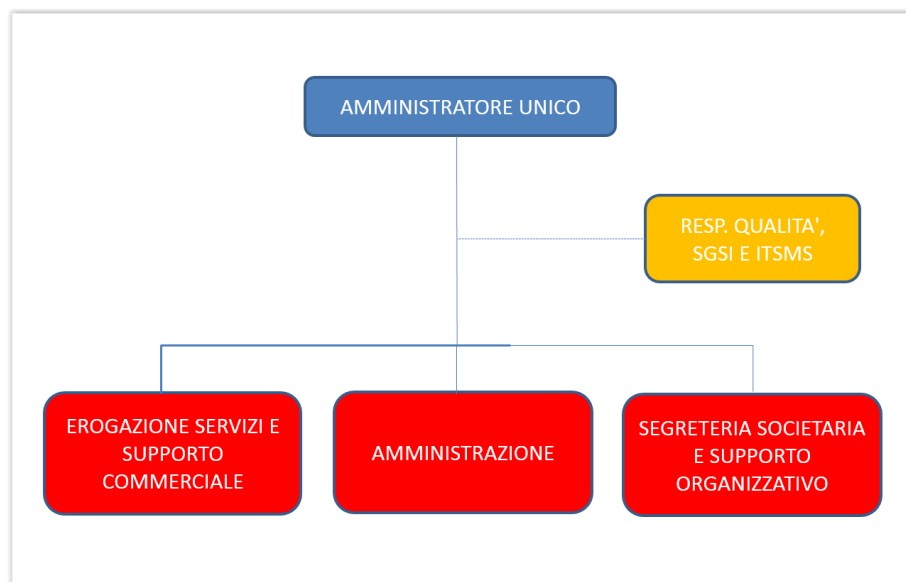 AMMINISTRATORE UNICO
RESP. QUALITA',
SGSI E ITSMS
EROGAZIONE SERVIZI E
SUPPORTO
COMMERCIALE
AMMINISTRAZIONE
SEGRETERIA SOCIETARIA
E SUPPORTO
ORGANIZZATIVO